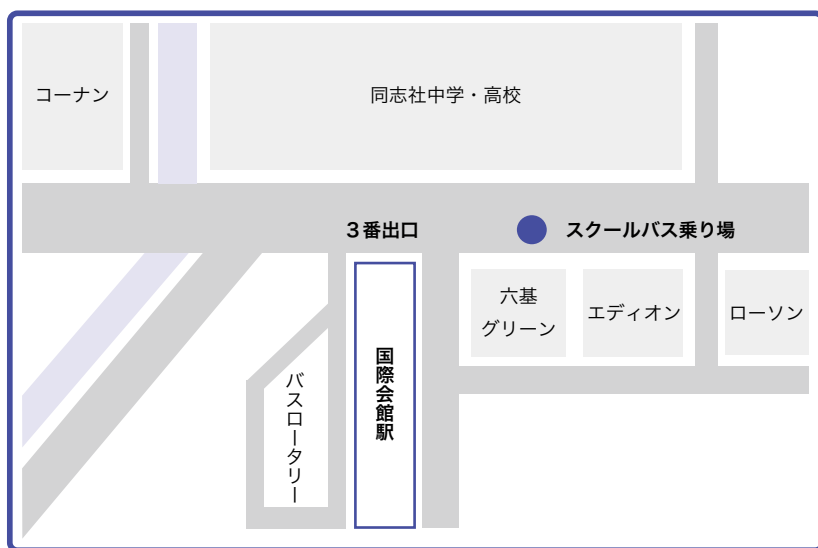 コーナン
同志社中学・高校
３番出口
スクールバス乗り場
六基
グリーン
エディオン
ローソン
国際会館駅
バスロータリー